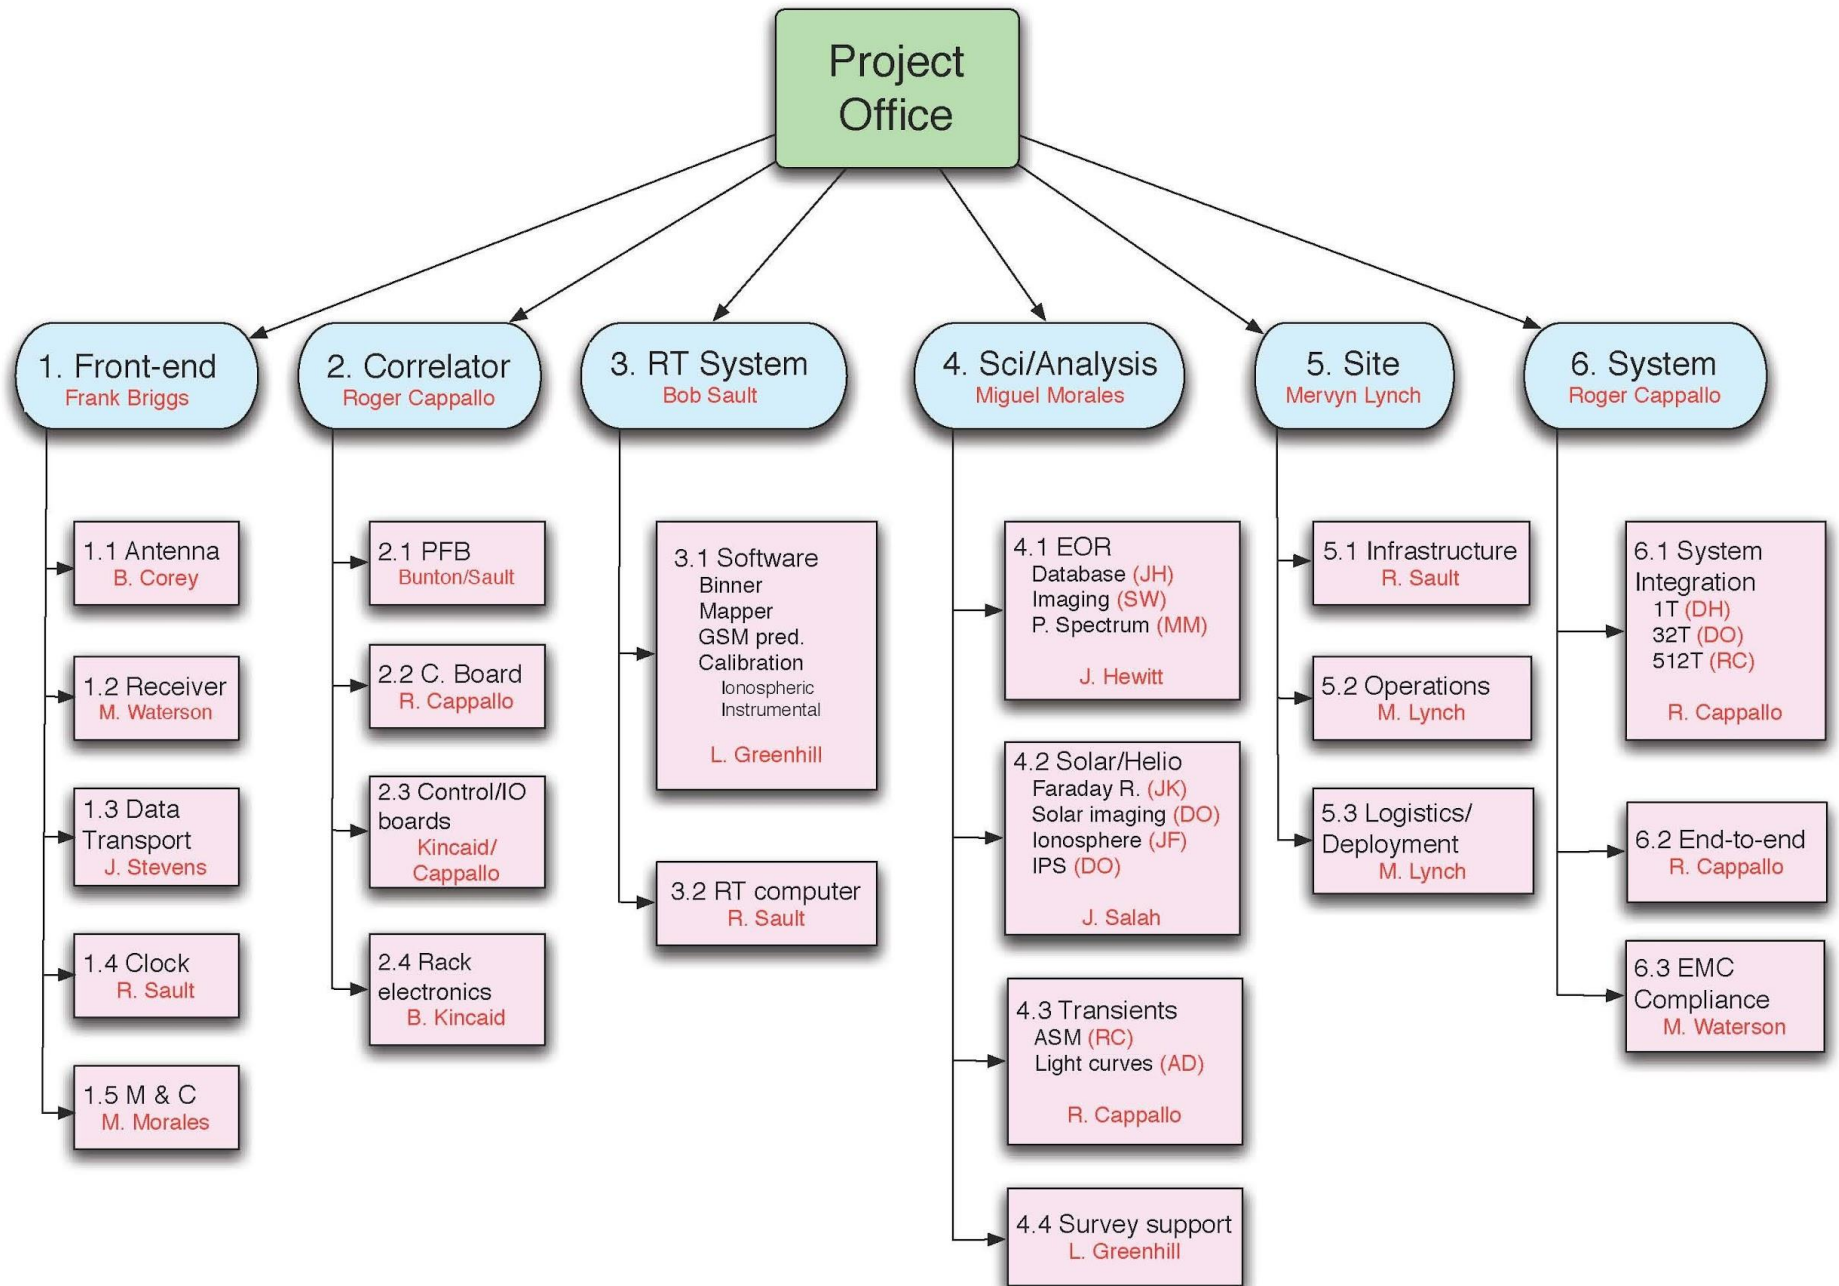 Project
Office
1. Front-end
Frank Briggs
2. Correlator
Roger Cappallo
3. RT System
Bob Sault
4. Sci/Analysis
Miguel Morales
5. Site
Mervyn Lynch
6. System
Roger Cappallo
1.1 Antenna
B. Corey
1.2 Receiver
M. Waterson
1.3 Data
Transport
J. Stevens
1.4 Clock
R. Sault
1.5 M & C
M. Morales
2.1 PFB
Bunton/Sault
2.2 C. Board
R. Cappallo
2.3 Control/IO
boards
Kincaid/
Cappallo
2.4 Rack
electronics
B. Kincaid
3.1 Software
Binner
Mapper
GSM pred.
Calibration
Ionospheric
Instrumental
L. Greenhill
3.2 RT computer
R. Sault
4.1 EOR
Database (JH)
Imaging (SW)
P. Spectrum (MM)
J. Hewitt
4.2 Solar/Helio
Faraday R. (JK)
Solar imaging (DO)
Ionosphere (JF)
IPS (DO)
J. Salah
4.3 Transients
ASM (RC)
Light curves (AD)
R. Cappallo
4.4 Survey support
L. Greenhill
5.1 Infrastructure
R. Sault
5.2 Operations
M. Lynch
5.3 Logistics/
Deployment
M. Lynch
6.1 System
Integration
1T (DH)
32T (DO)
512T (RC)
R. Cappallo
6.2 End-to-end
R. Cappallo
6.3 EMC
Compliance
M. Waterson